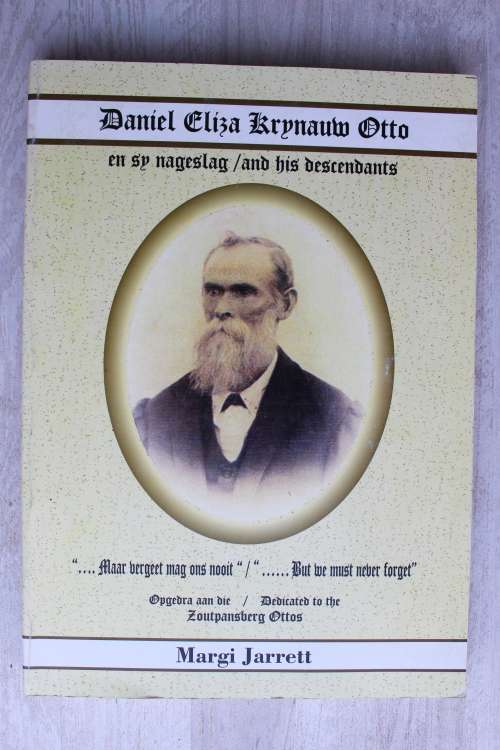 Daniel Eliza Krynauw Otto
en sy nageslag /and his descendants
“.... Maar vergeet mag ons nooit “ / “ ...... But we must never forget”
Opgedra aan die / Dedicated to the
Zoutpansberg Ottos
Margi Jarrett